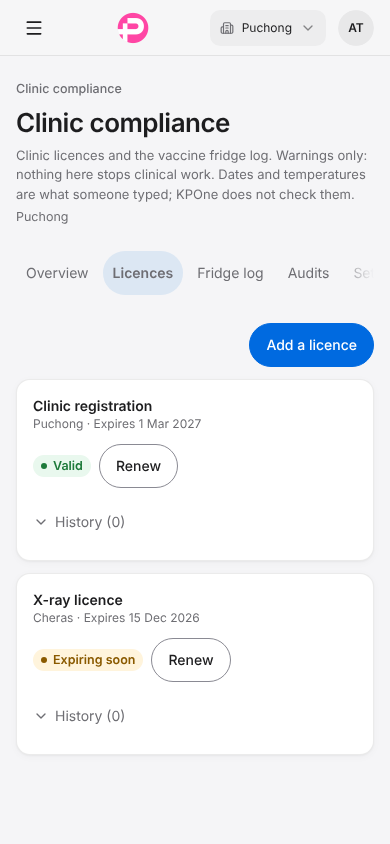 Puchong
AT
Clinic compliance
Clinic compliance
Clinic licences and the vaccine fridge log. Warnings only:
nothing here stops clinical work. Dates and temperatures
are what someone typed; KPOne does not check them.
Puchong
Overview
Licences
Fridge log
Audits
Add a licence
Clinic registration
Puchong · Expires 1 Mar 2027
Valid
Renew
History (0)
X-ray licence
Cheras · Expires 15 Dec 2026
Expiring soon
Renew
History (0)